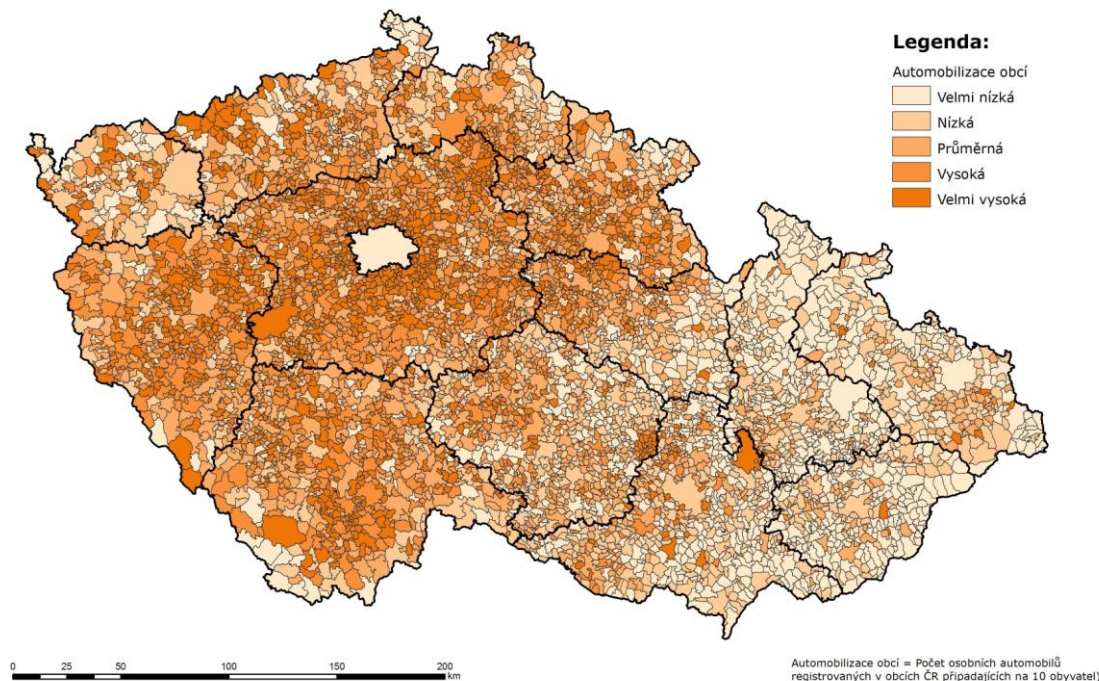 Legenda:
Automobilizace obcí
Velmi nízká
Nízká
Průměrná
Vysoká
Velmi vysoká
0 25 50 100 150 200
km
Automobilizace obcí = Počet osobních automobilů
registrovaných v obcích ČR připadajících na 10 obyvatel)